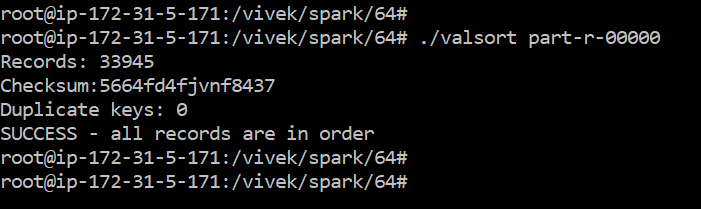 root@ip-172-31-5-171:/vivek/spark/64#
root@ip-172-31-5-171:/vivek/spark/64# ./valsort part-r-00000
Records: 33945
Checksum:5664fd4fjvnf8437
Duplicate keys: 0
SUCCESS - all records are in order
root@ip-172-31-5-171:/vivek/spark/64#
root@ip-172-31-5-171:/vivek/spark/64#